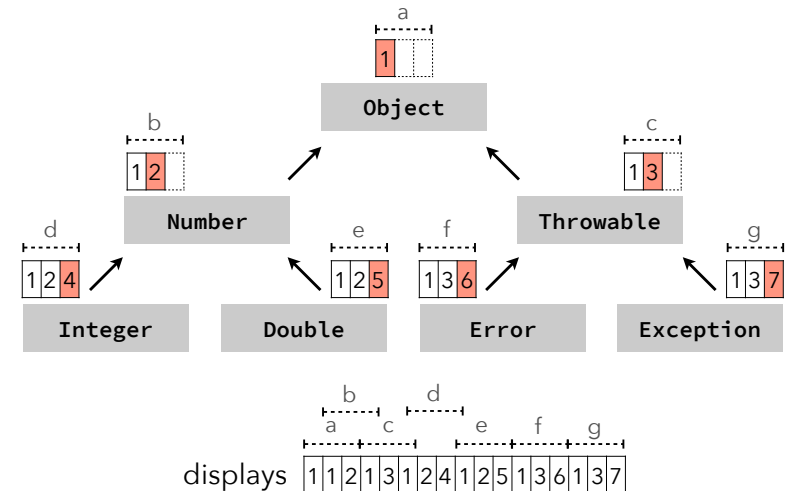 a
1
Object
b
c
1 2
1 3
Number
Throwable
d
e
f
g
1 2 4
1 2 5
1 3 6
1 3 7
Integer
Double
Error
Exception
b
d
a
c
e
f
g
displays 1 1 2 1 3 1 2 4 1 2 5 1 3 6 1 3 7